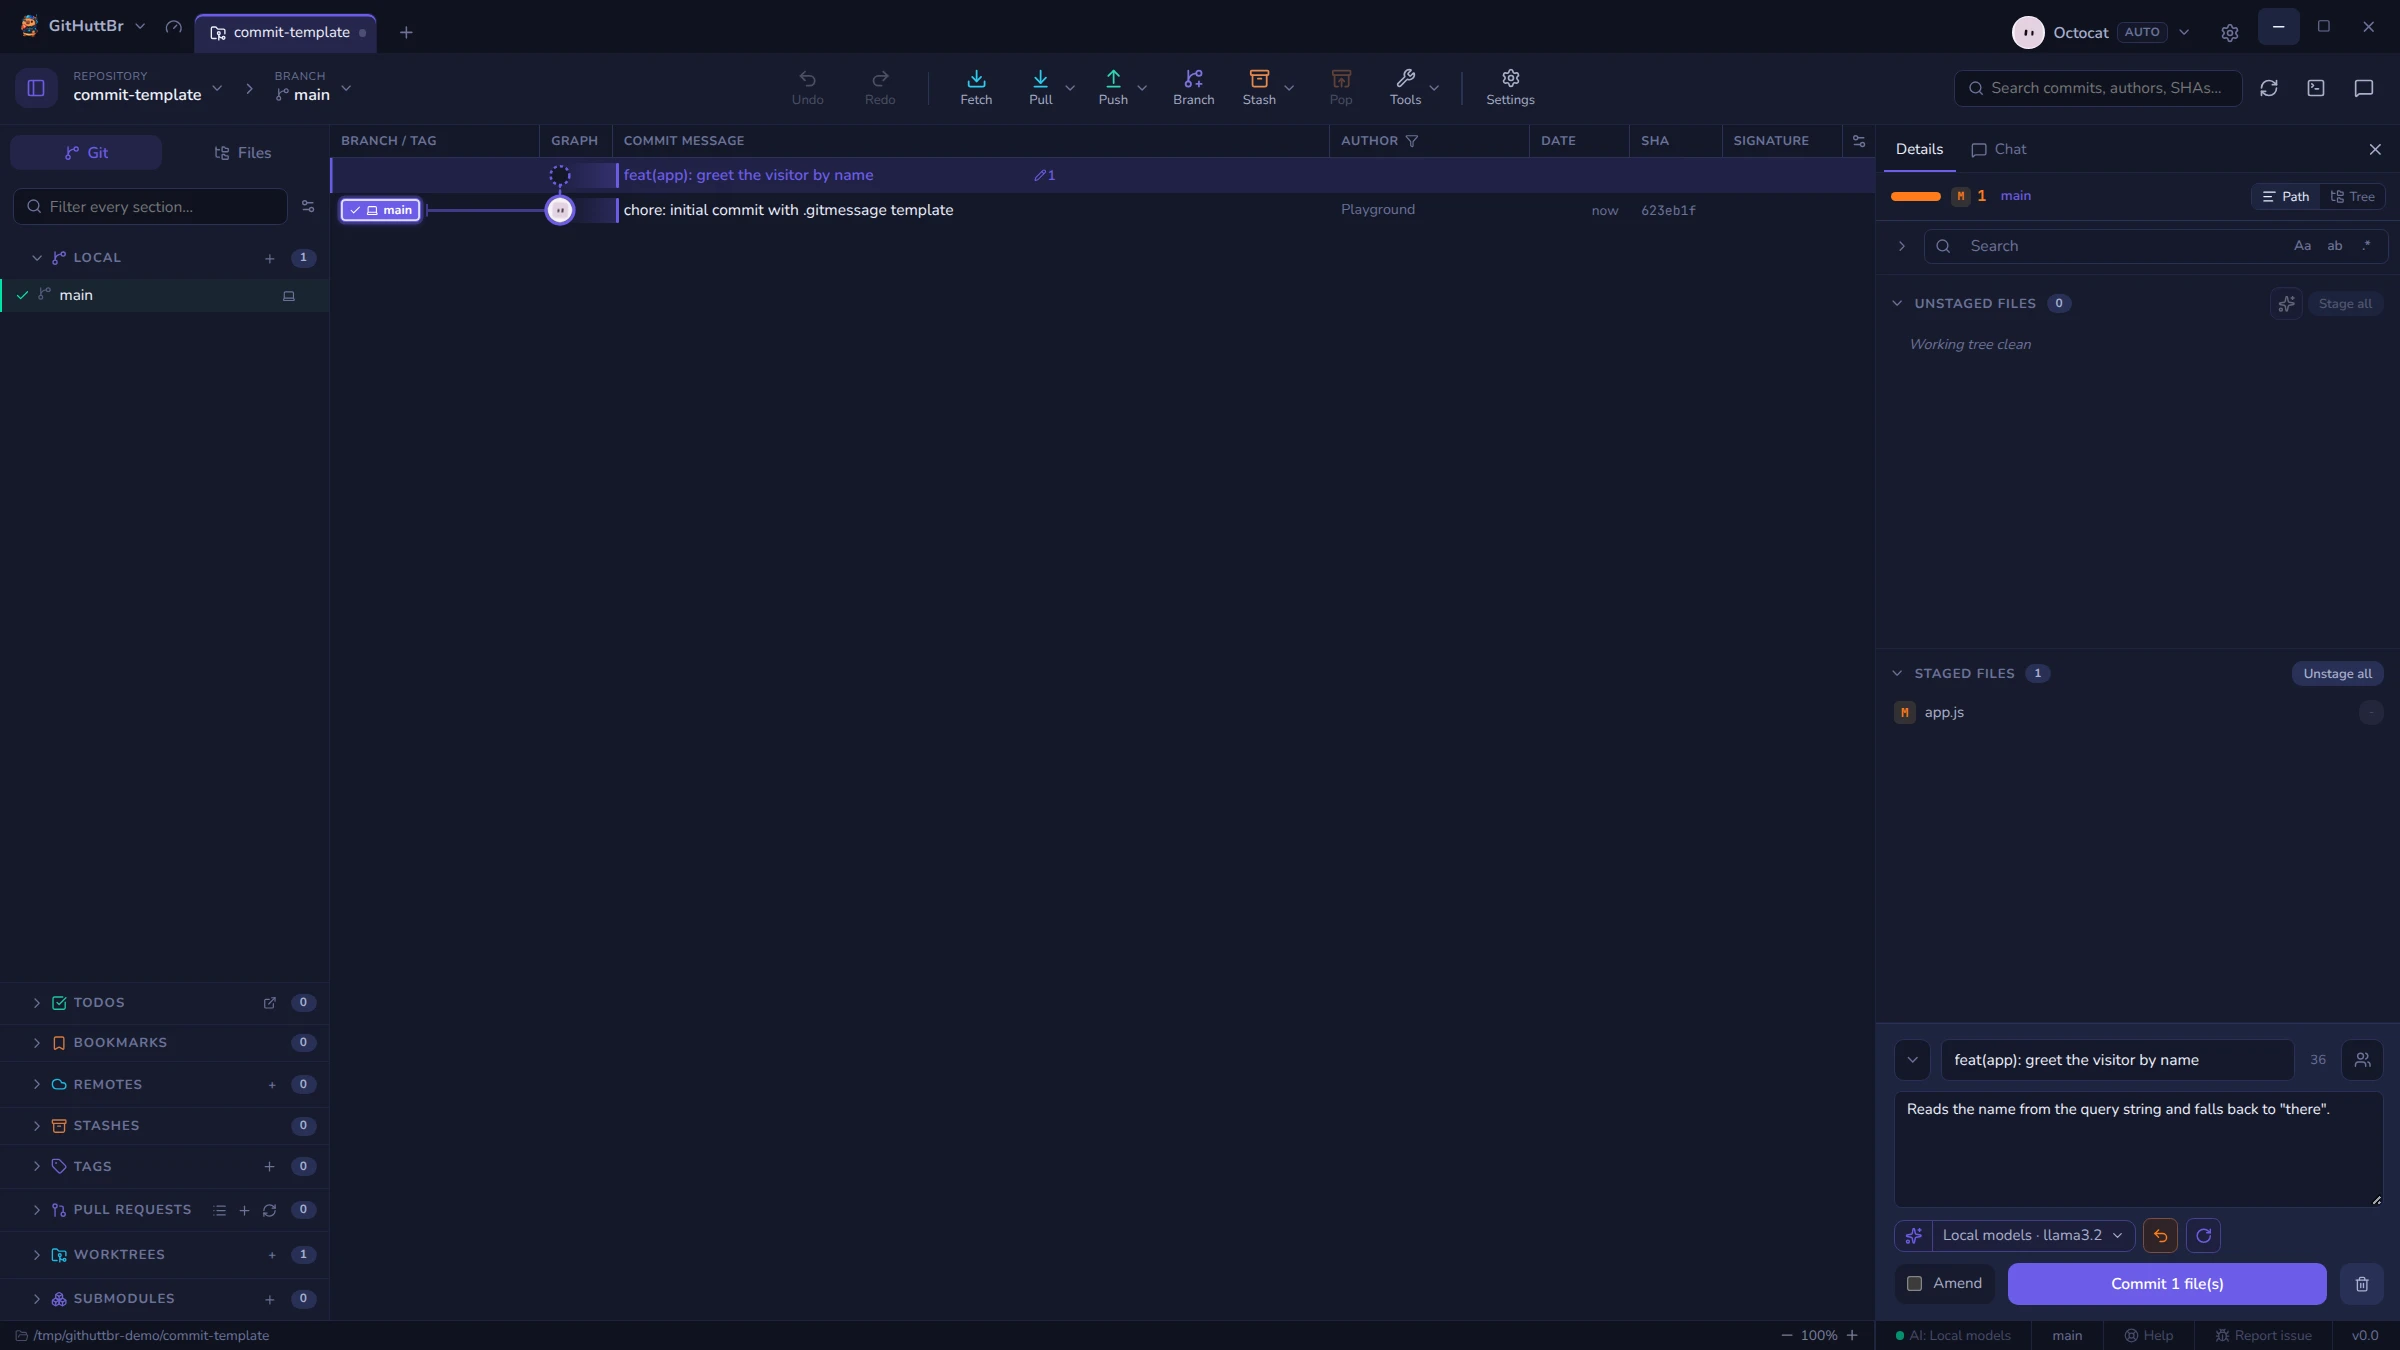 GitHuttBr
commit-template
Octocat AUTO
REPOSITORY
commit-template
BRANCH
main
Undo
Redo
Fetch
Pull
Push
Branch
Stash
Pop
Tools
Settings
Search commits, authors, SHAs...
Git
Files
Filter every section...
LOCAL 1
main
TODOS 0
BOOKMARKS 0
REMOTES 0
STASHES 0
TAGS 0
PULL REQUESTS 0
WORKTREES 1
SUBMODULES 0
BRANCH / TAG GRAPH COMMIT MESSAGE AUTHOR DATE SHA SIGNATURE
feat(app): greet the visitor by name 1
main chore: initial commit with .gitmessage template Playground now 623eb1f
Details
Chat
M 1 main
Path
Tree
Search Aa ab .*
UNSTAGED FILES 0 Stage all
Working tree clean
STAGED FILES 1 Unstage all
M app.js
feat(app): greet the visitor by name 36
Reads the name from the query string and falls back to "there".
Local models · llama3.2
Amend
Commit 1 file(s)
/tmp/githuttbr-demo/commit-template
100%
AI: Local models
main
Help
Report issue
v0.0